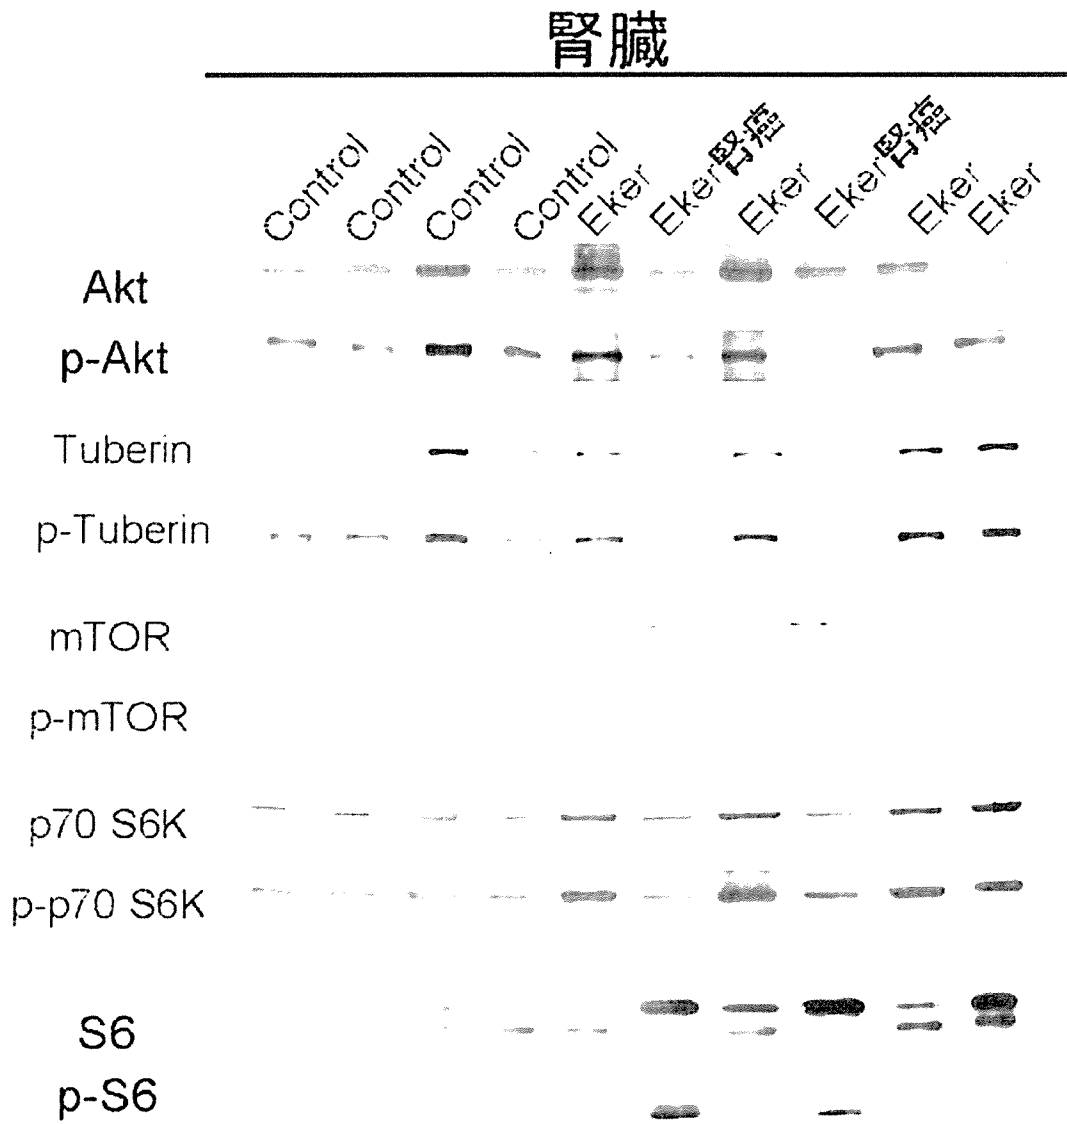 腎臓
Control
Control
Control
Control
Eker
Eker腎癌
Eker
Eker腎癌
Eker
Eker
Akt
p-Akt
Tuberin
p-Tuberin
mTOR
p-mTOR
p70 S6K
p-p70 S6K
S6
p-S6